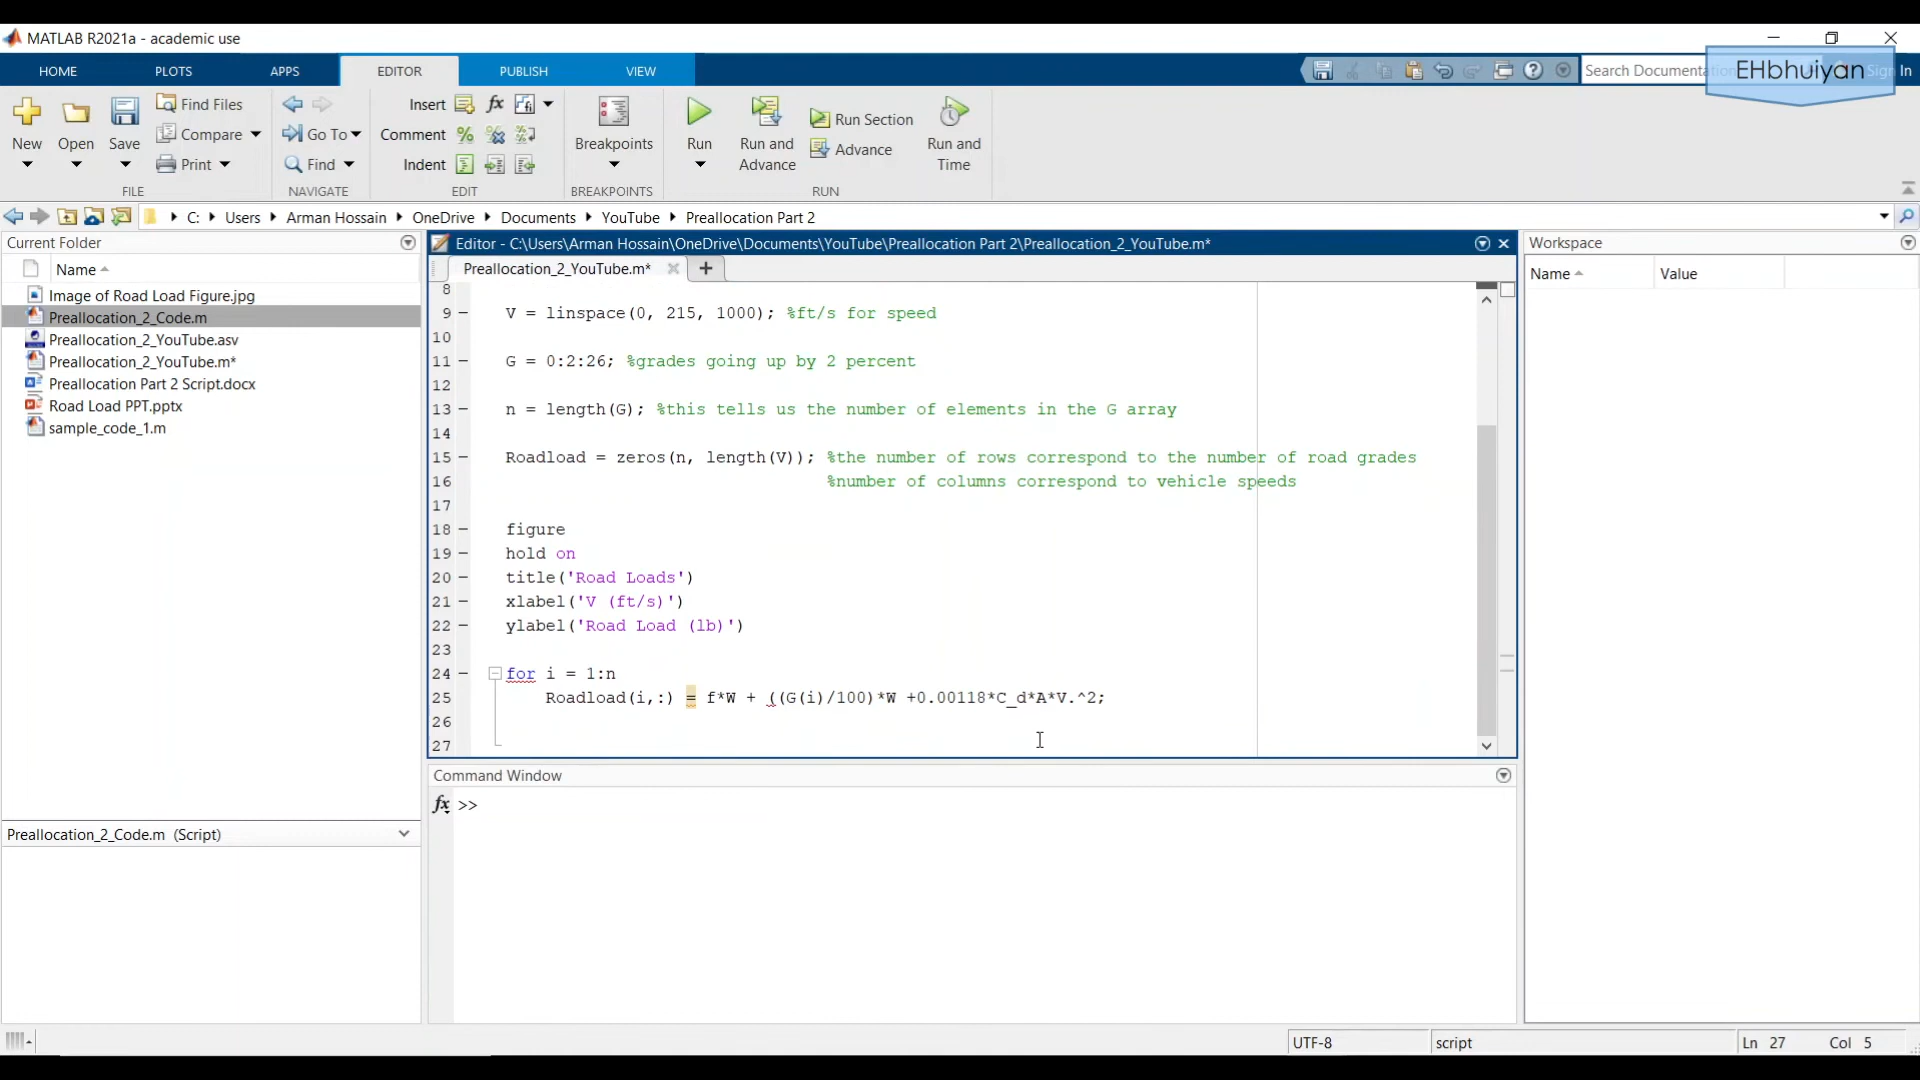 MATLAB R2021a - academic use
HOME PLOTS APPS EDITOR PUBLISH VIEW Search Documentation EHbhuiyan Sign In
New Open Save Find Files Compare Print Go To Find Insert fx Comment Indent Breakpoints Run Run and Advance Run Section Advance Run and Time
FILE NAVIGATE EDIT BREAKPOINTS RUN
C: Users Arman Hossain OneDrive Documents YouTube Preallocation Part 2
Current Folder
Name
Image of Road Load Figure.jpg
Preallocation_2_Code.m
Preallocation_2_YouTube.asv
Preallocation_2_YouTube.m*
Preallocation Part 2 Script.docx
Road Load PPT.pptx
sample_code_1.m
Preallocation_2_Code.m (Script)
Editor - C:\Users\Arman Hossain\OneDrive\Documents\YouTube\Preallocation Part 2\Preallocation_2_YouTube.m*
Preallocation_2_YouTube.m*
8
9 V = linspace(0, 215, 1000); %ft/s for speed
10
11 G = 0:2:26; %grades going up by 2 percent
12
13 n = length(G); %this tells us the number of elements in the G array
14
15 Roadload = zeros(n, length(V)); %the number of rows correspond to the number of road grades
16 %number of columns correspond to vehicle speeds
17
18 figure
19 hold on
20 title('Road Loads')
21 xlabel('V (ft/s)')
22 ylabel('Road Load (lb)')
23
24 for i = 1:n
25 Roadload(i,:) = f*W + ((G(i)/100)*W +0.00118*C_d*A*V.^2;
26
27
Command Window
fx >>
Workspace
Name Value
UTF-8 script Ln 27 Col 5